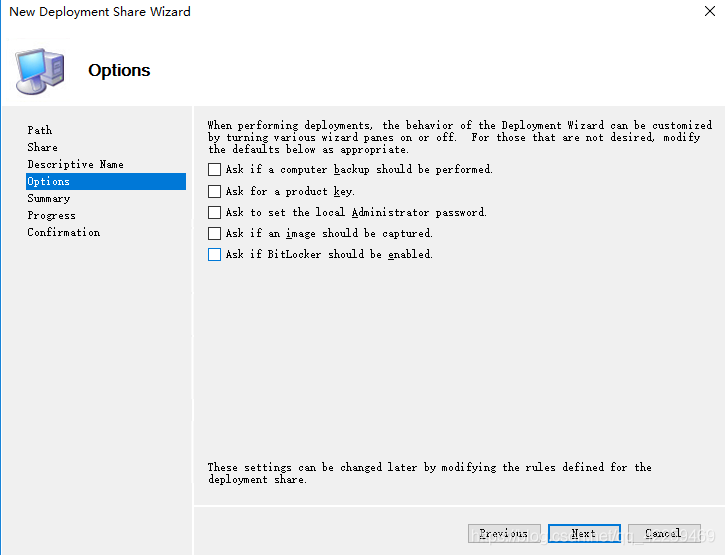 New Deployment Share Wizard
Options
Path
Share
Descriptive Name
Options
Summary
Progress
Confirmation
When performing deployments, the behavior of the Deployment Wizard can be customized
by turning various wizard panes on or off.  For those that are not desired, modify
the defaults below as appropriate.
Ask if a computer backup should be performed.
Ask for a product key.
Ask to set the local Administrator password.
Ask if an image should be captured.
Ask if BitLocker should be enabled.
These settings can be changed later by modifying the rules defined for the
deployment share.
Previous
Next
Cancel